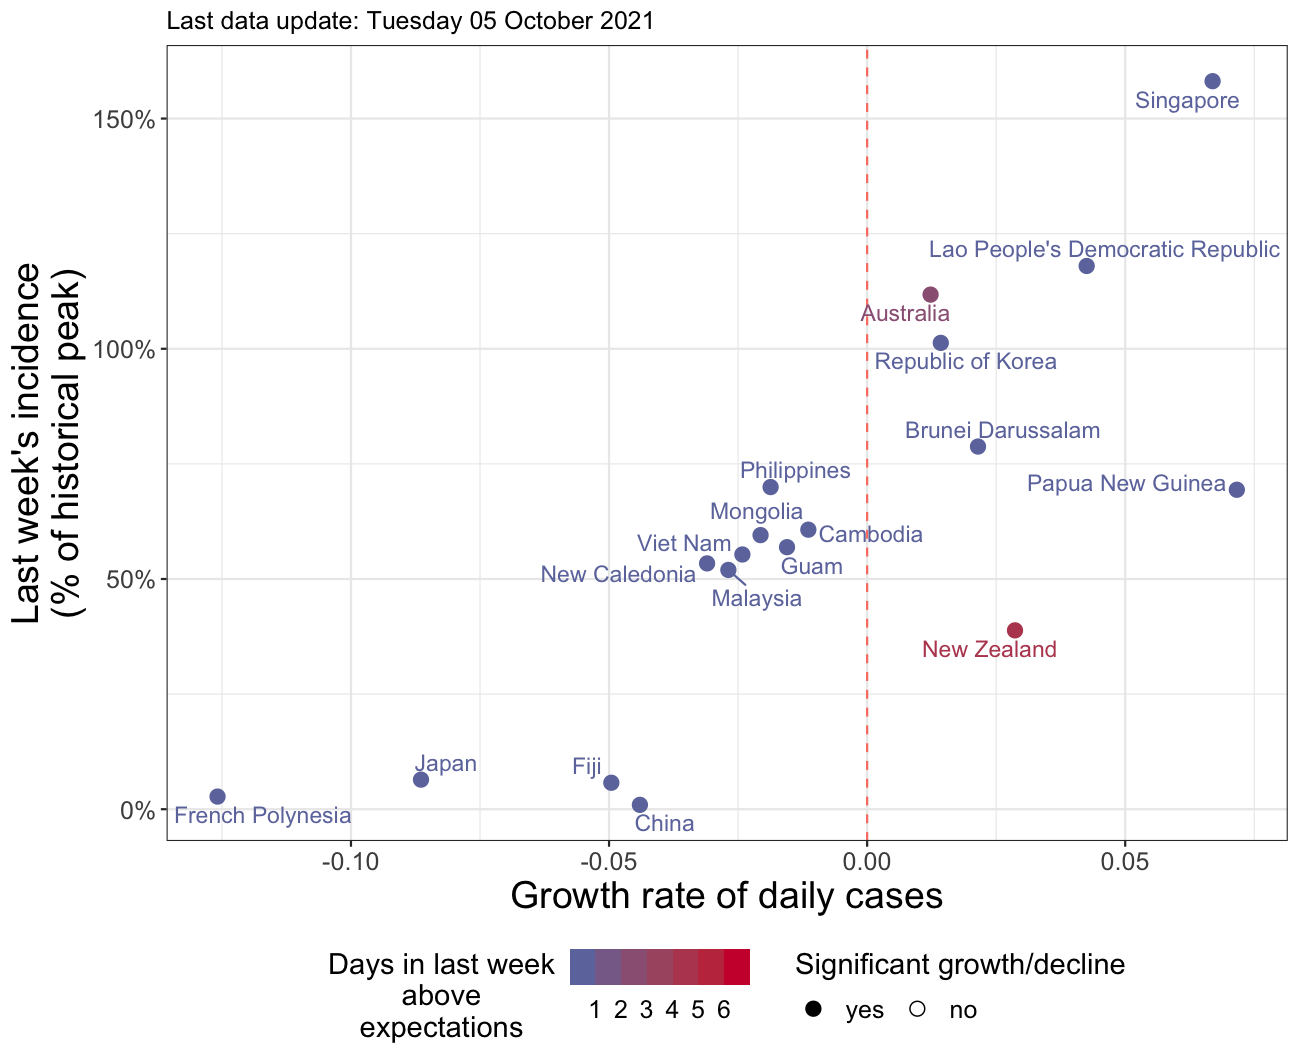 Last data update: Tuesday 05 October 2021
Singapore
150%
Lao People's Democratic Republic
Australia
100%
Republic of Korea
Brunei Darussalam
Philippines
Papua New Guinea
Mongolia
Cambodia
Viet Nam
Guam
New Caledonia
50%
Malaysia
New Zealand
Japan
Fiji
French Polynesia
China
0%
Last week's incidence
(% of historical peak)
-0.10 -0.05 0.00 0.05
Growth rate of daily cases
Days in last week
above
expectations
1 2 3 4 5 6
Significant growth/decline
yes no